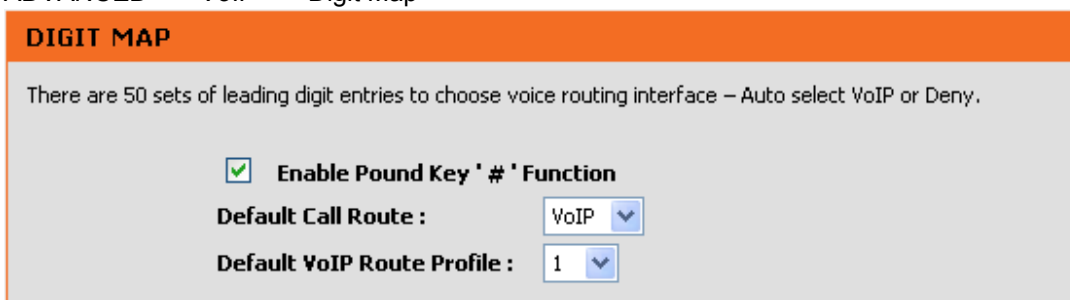 DIGIT MAP
There are 50 sets of leading digit entries to choose voice routing interface – Auto select VoIP or Deny.
Enable Pound Key ' # ' Function
Default Call Route : VoIP
Default VoIP Route Profile : 1